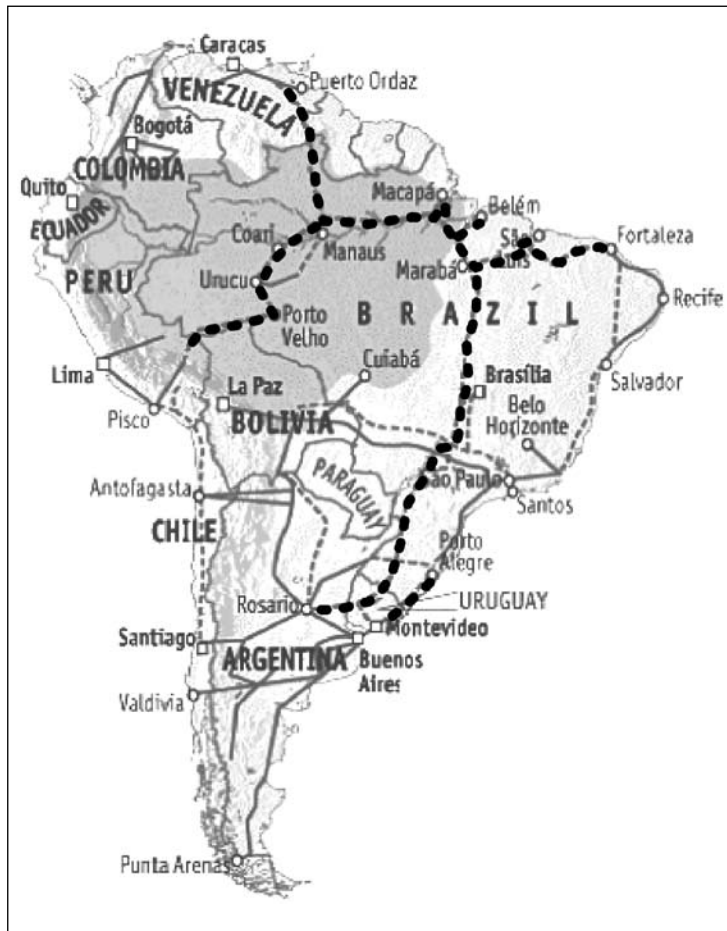 Caracas
Puerto Ordaz
VENEZUELA
Bogotá
COLOMBIA
Quito
ECUADOR
Macapá
Belém
São
Luis
Fortaleza
Coari
Manaus
Marabá
PERU
Urucu
Porto
Velho
BRAZIL
Recife
Lima
Cuiabá
La Paz
Brasília
Salvador
Pisco
BOLIVIA
Belo
Horizonte
PARAGUAY
São Paulo
Antofagasta
Santos
CHILE
Porto
Alegre
Rosario
URUGUAY
Santiago
Montevideo
ARGENTINA
Buenos
Aires
Valdivia
Punta Arenas